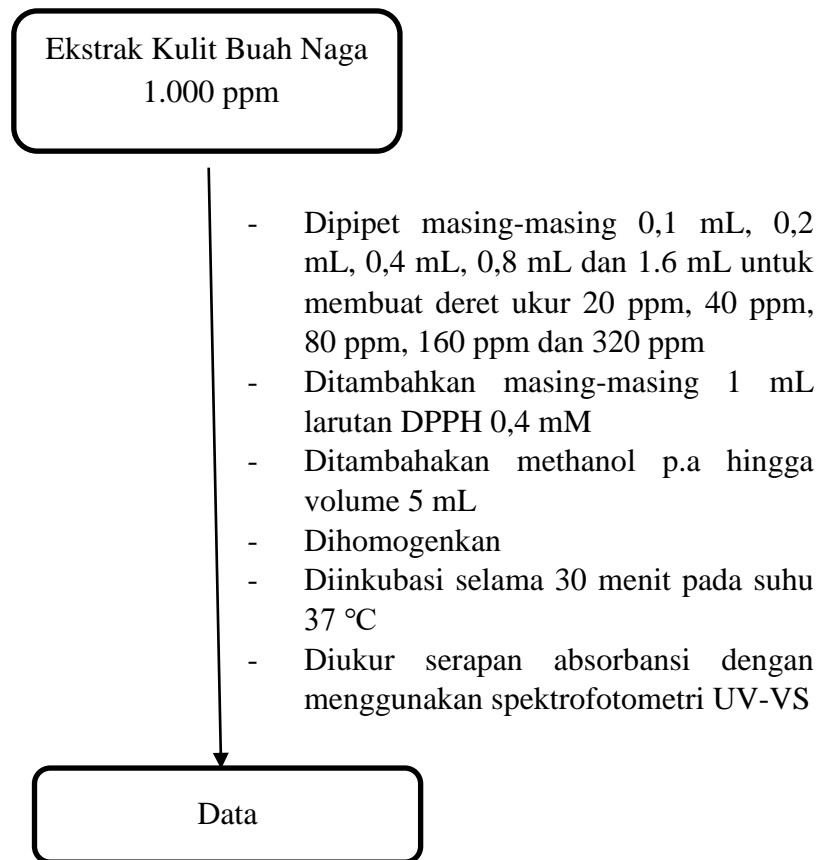 Ekstrak Kulit Buah Naga
1.000 ppm
- Dipipet masing-masing 0,1 mL, 0,2
mL, 0,4 mL, 0,8 mL dan 1.6 mL untuk
membuat deret ukur 20 ppm, 40 ppm,
80 ppm, 160 ppm dan 320 ppm
- Ditambahkan masing-masing 1 mL
larutan DPPH 0,4 mM
- Ditambahakan methanol p.a hingga
volume 5 mL
- Dihomogenkan
- Diinkubasi selama 30 menit pada suhu
37 °C
- Diukur serapan absorbansi dengan
menggunakan spektrofotometri UV-VS
Data